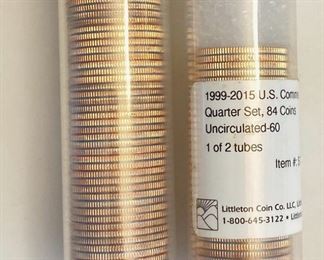 1999-2015 U.S. Comm
Quarter Set, 84 Coins
Uncirculated-60
1 of 2 tubes
Item #:
Littleton Coin Co. LLC,
1-800-645-3122 •